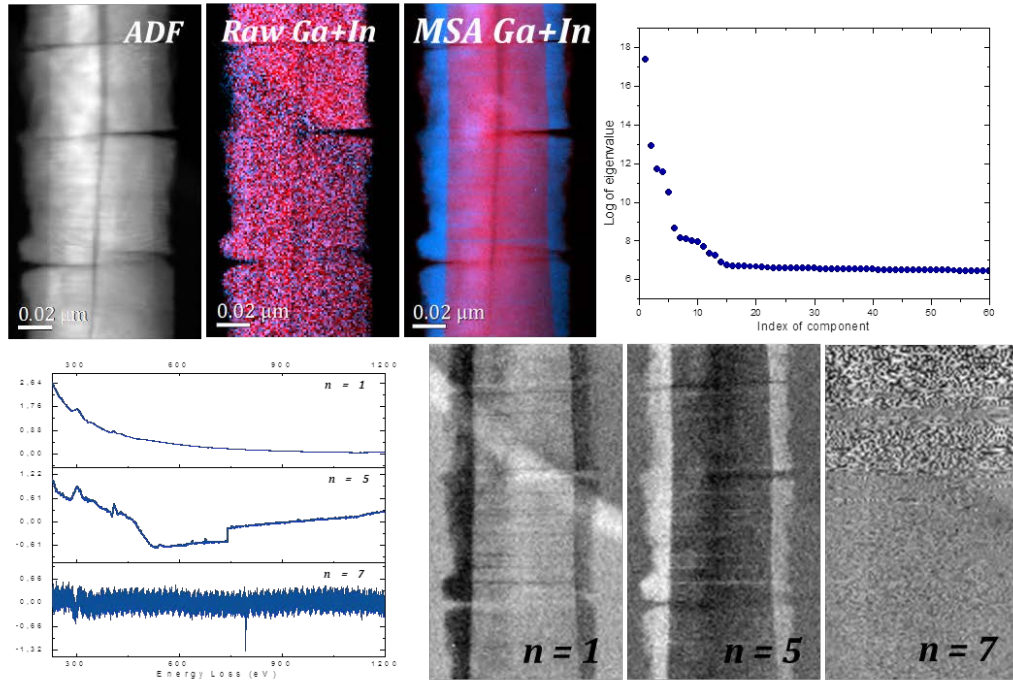 ADF
Raw Ga+In
MSA Ga+In
0.02 μm
0.02 μm
0.02 μm
18
16
14
12
10
8
6
Log of eigenvalue
0
10
20
30
40
50
60
Index of component
300
600
900
1200
2.64
1.76
0.88
0.00
n = 1
1.22
0.61
0.00
-0.61
n = 5
0.66
0.00
-0.66
-1.32
n = 7
300
600
900
1200
Energy Loss (eV)
n = 1
n = 5
n = 7